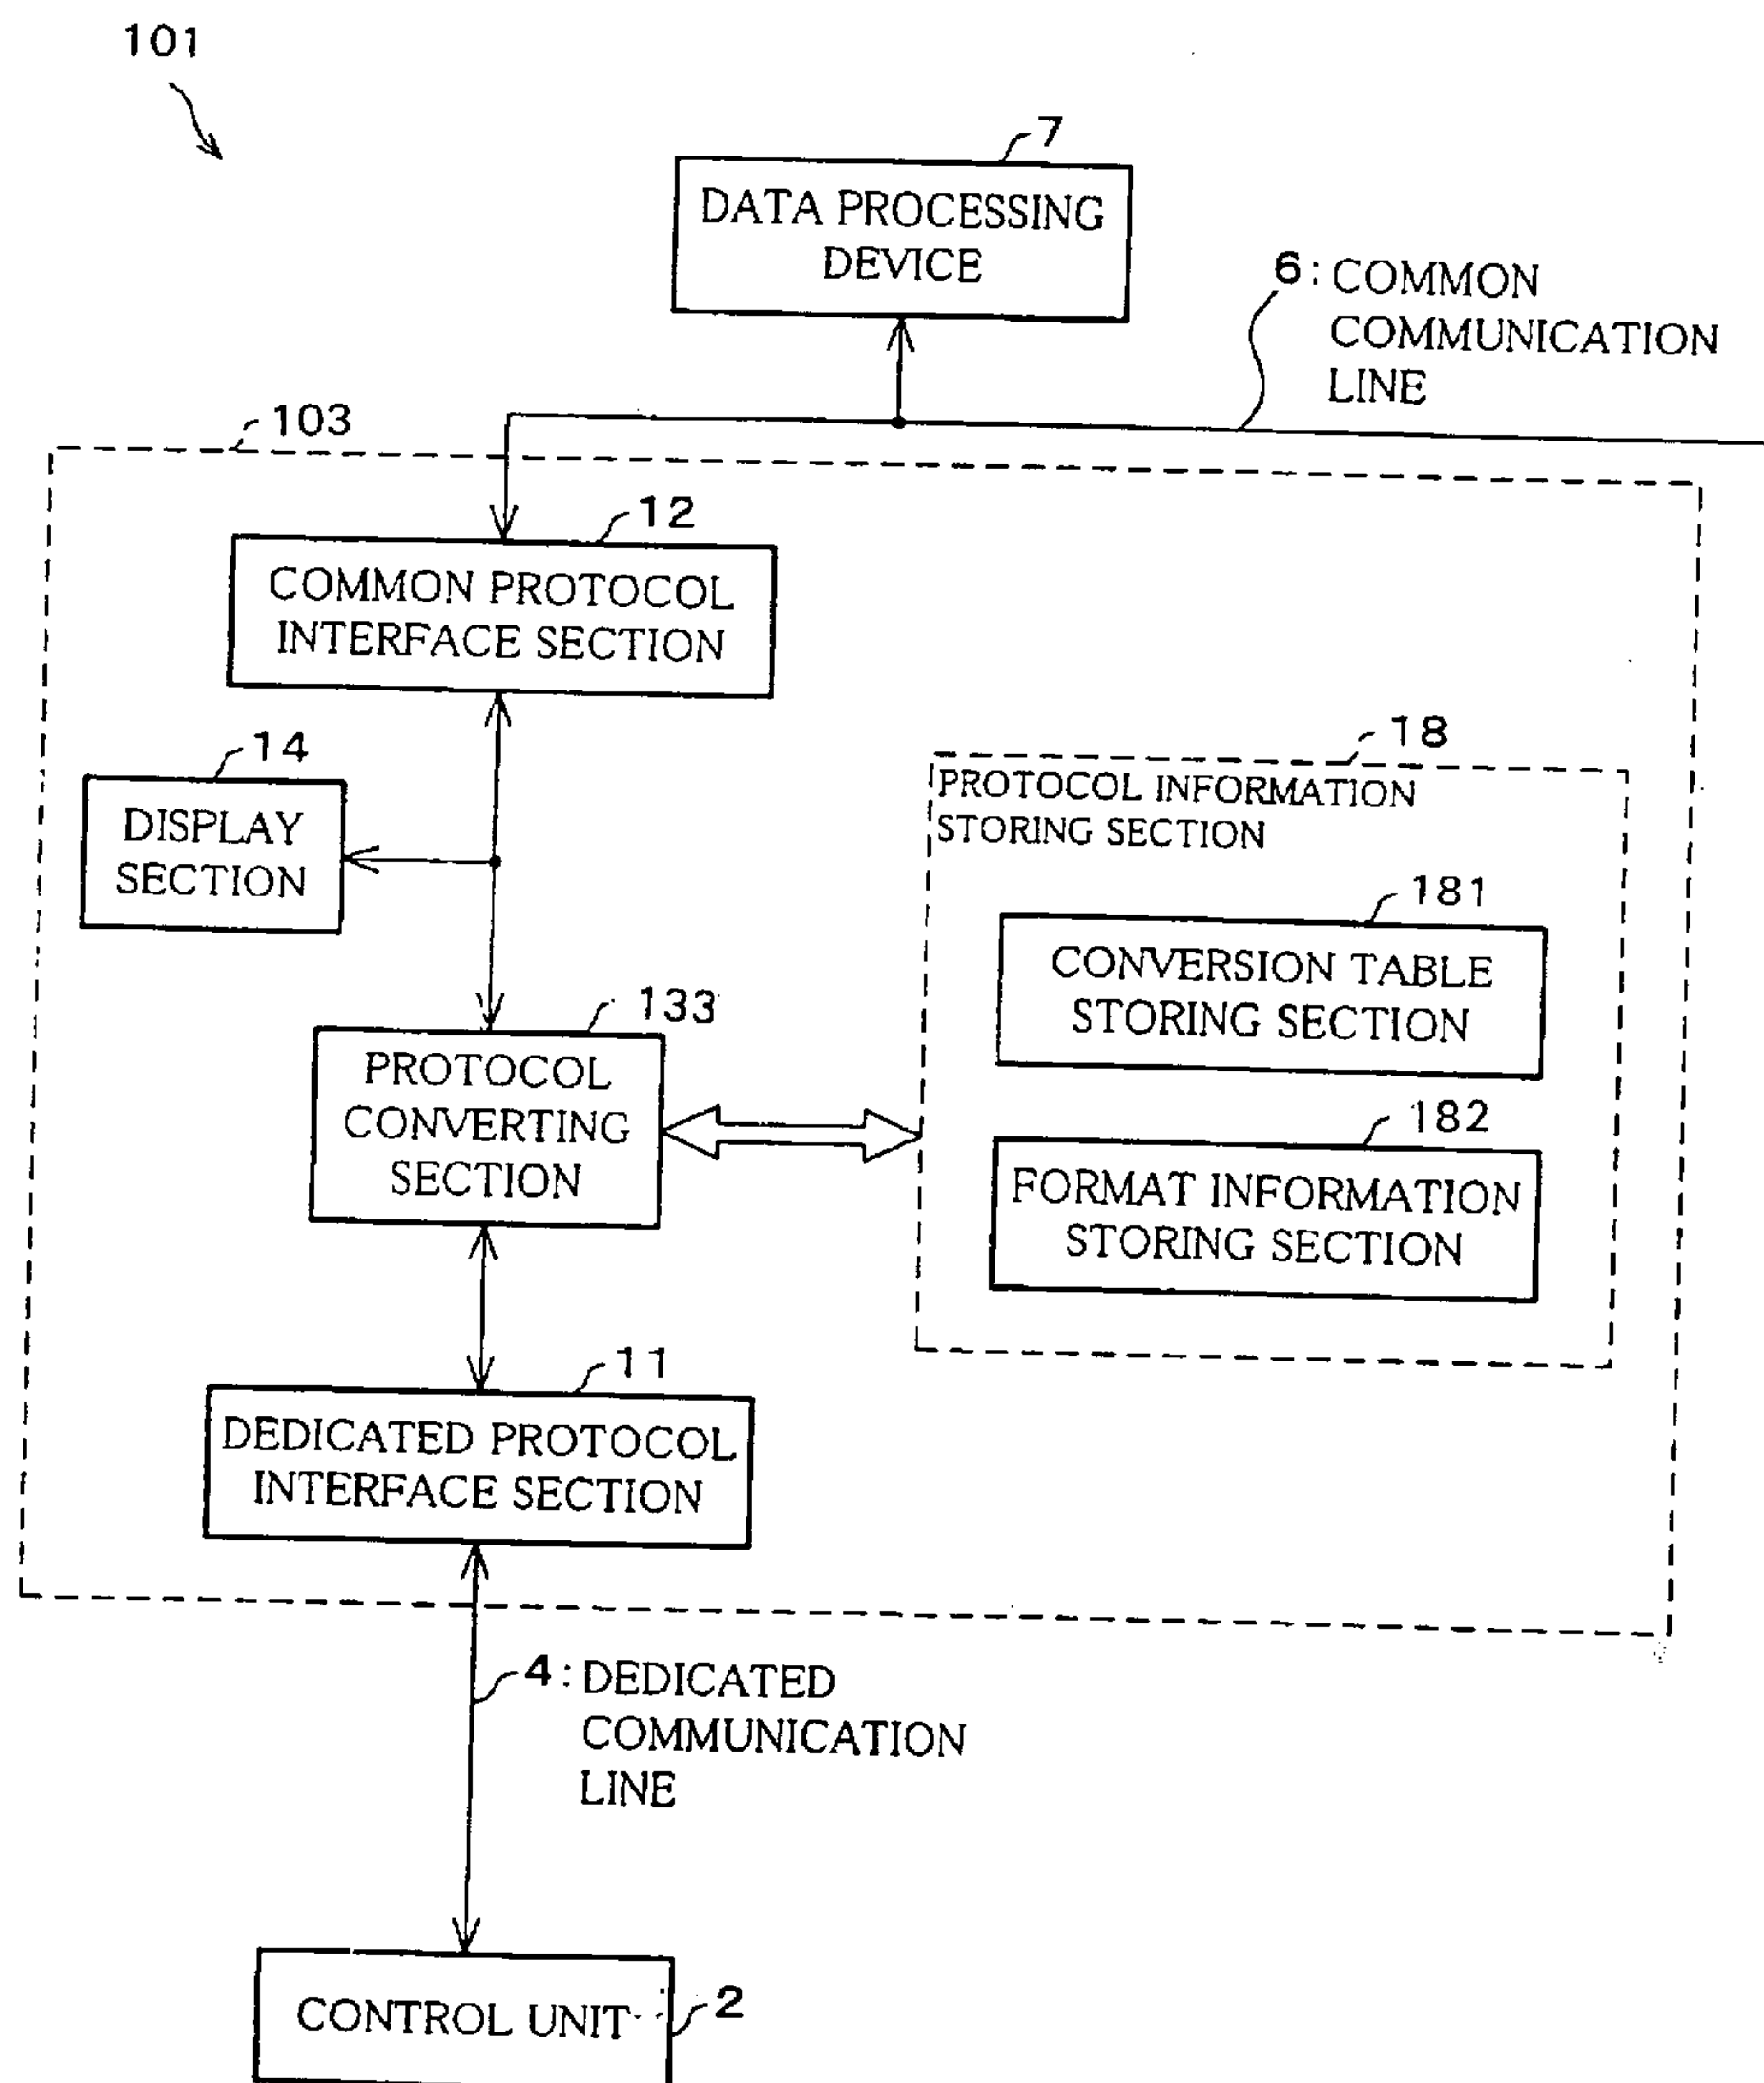 101
7
DATA PROCESSING
DEVICE
6: COMMON
COMMUNICATION
LINE
103
12
COMMON PROTOCOL
INTERFACE SECTION
14
DISPLAY
SECTION
18
PROTOCOL INFORMATION
STORING SECTION
181
CONVERSION TABLE
STORING SECTION
133
PROTOCOL
CONVERTING
SECTION
182
FORMAT INFORMATION
STORING SECTION
11
DEDICATED PROTOCOL
INTERFACE SECTION
4: DEDICATED
COMMUNICATION
LINE
CONTROL UNIT
2